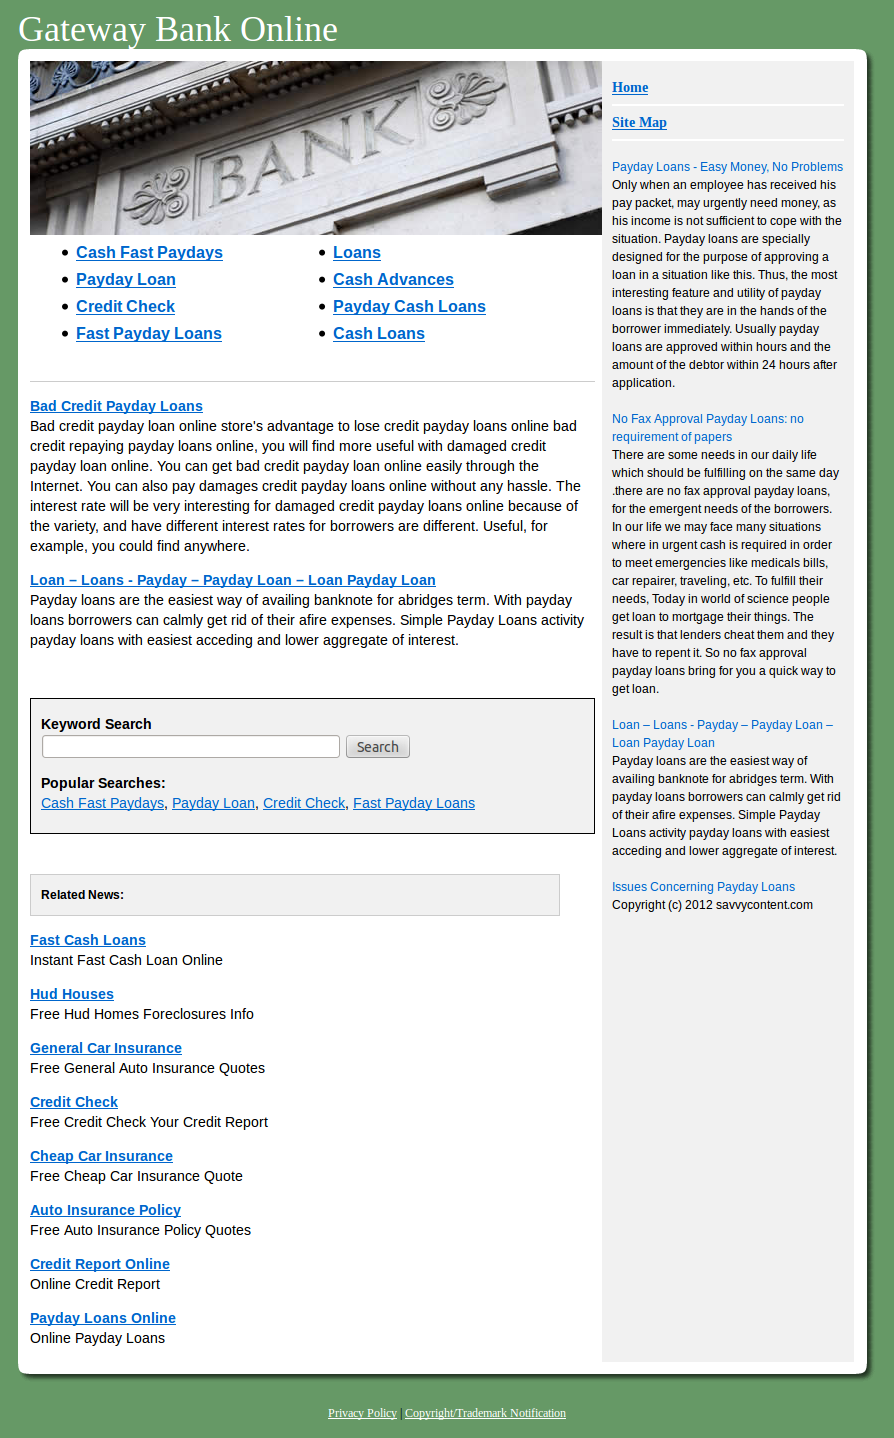 Gateway Bank Online
BANK
Cash Fast Paydays
Payday Loan
Credit Check
Fast Payday Loans
Loans
Cash Advances
Payday Cash Loans
Cash Loans
Bad Credit Payday Loans
Bad credit payday loan online store's advantage to lose credit payday loans online bad
credit repaying payday loans online, you will find more useful with damaged credit
payday loan online. You can get bad credit payday loan online easily through the
Internet. You can also pay damages credit payday loans online without any hassle. The
interest rate will be very interesting for damaged credit payday loans online because of
the variety, and have different interest rates for borrowers are different. Useful, for
example, you could find anywhere.
Loan – Loans - Payday – Payday Loan – Loan Payday Loan
Payday loans are the easiest way of availing banknote for abridges term. With payday
loans borrowers can calmly get rid of their afire expenses. Simple Payday Loans activity
payday loans with easiest acceding and lower aggregate of interest.
Keyword Search
Search
Popular Searches:
Cash Fast Paydays, Payday Loan, Credit Check, Fast Payday Loans
Related News:
Fast Cash Loans
Instant Fast Cash Loan Online
Hud Houses
Free Hud Homes Foreclosures Info
General Car Insurance
Free General Auto Insurance Quotes
Credit Check
Free Credit Check Your Credit Report
Cheap Car Insurance
Free Cheap Car Insurance Quote
Auto Insurance Policy
Free Auto Insurance Policy Quotes
Credit Report Online
Online Credit Report
Payday Loans Online
Online Payday Loans
Home
Site Map
Payday Loans - Easy Money, No Problems
Only when an employee has received his
pay packet, may urgently need money, as
his income is not sufficient to cope with the
situation. Payday loans are specially
designed for the purpose of approving a
loan in a situation like this. Thus, the most
interesting feature and utility of payday
loans is that they are in the hands of the
borrower immediately. Usually payday
loans are approved within hours and the
amount of the debtor within 24 hours after
application.
No Fax Approval Payday Loans: no
requirement of papers
There are some needs in our daily life
which should be fulfilling on the same day
.there are no fax approval payday loans,
for the emergent needs of the borrowers.
In our life we may face many situations
where in urgent cash is required in order
to meet emergencies like medicals bills,
car repairer, traveling, etc. To fulfill their
needs, Today in world of science people
get loan to mortgage their things. The
result is that lenders cheat them and they
have to repent it. So no fax approval
payday loans bring for you a quick way to
get loan.
Loan – Loans - Payday – Payday Loan –
Loan Payday Loan
Payday loans are the easiest way of
availing banknote for abridges term. With
payday loans borrowers can calmly get rid
of their afire expenses. Simple Payday
Loans activity payday loans with easiest
acceding and lower aggregate of interest.
Issues Concerning Payday Loans
Copyright (c) 2012 savvycontent.com
Privacy Policy | Copyright/Trademark Notification